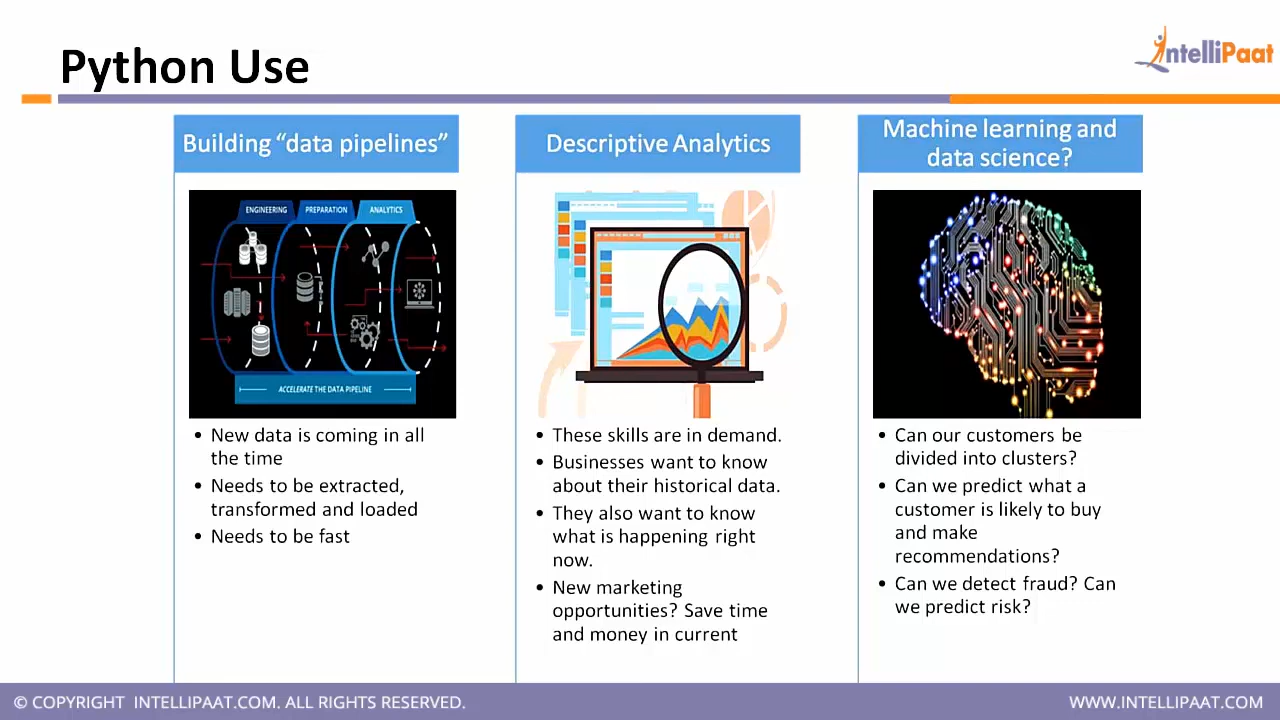 Python Use
IntelliPaat
Building “data pipelines”
ENGINEERING
PREPARATION
ANALYTICS
ACCELERATE THE DATA PIPELINE
• New data is coming in all
the time
• Needs to be extracted,
transformed and loaded
• Needs to be fast
Descriptive Analytics
• These skills are in demand.
• Businesses want to know
about their historical data.
• They also want to know
what is happening right
now.
• New marketing
opportunities? Save time
and money in current
Machine learning and
data science?
• Can our customers be
divided into clusters?
• Can we predict what a
customer is likely to buy
and make
recommendations?
• Can we detect fraud? Can
we predict risk?
© COPYRIGHT INTELLIPAAT.COM. ALL RIGHTS RESERVED.
WWW.INTELLIPAAT.COM